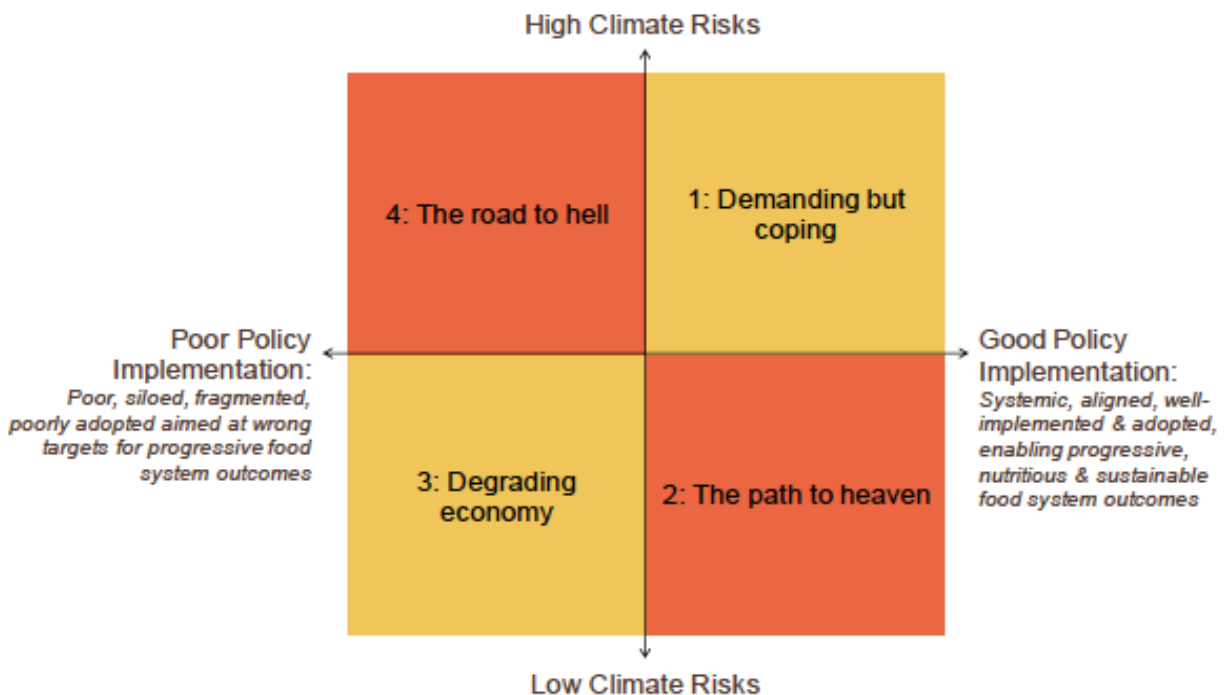 High Climate Risks
4: The road to hell
1: Demanding but
coping
Poor Policy
Implementation:
Poor, siloed, fragmented,
poorly adopted aimed at wrong
targets for progressive food
system outcomes
Good Policy
Implementation:
Systemic, aligned, well-
implemented & adopted,
enabling progressive,
nutritious & sustainable
food system outcomes
3: Degrading
economy
2: The path to heaven
Low Climate Risks